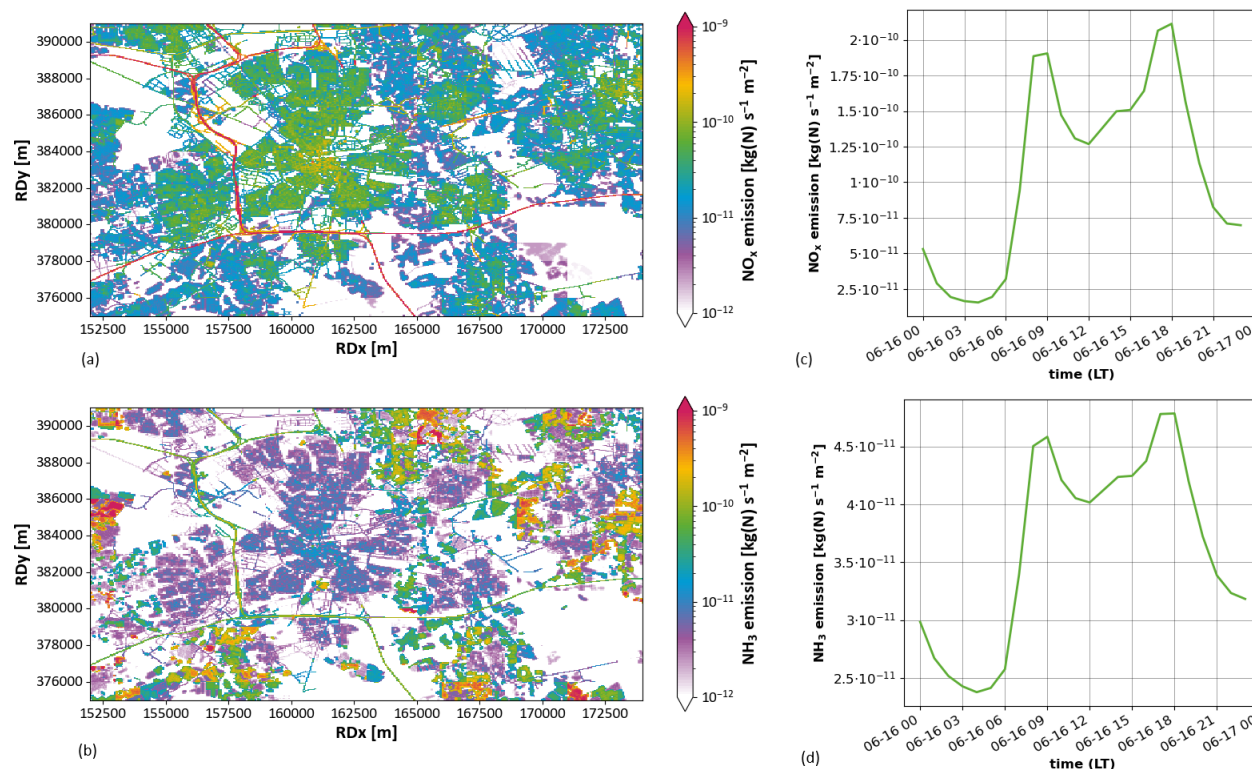 390000
388000
386000
384000
382000
380000
378000
376000
RDy [m]
152500 155000 157500 160000 162500 165000 167500 170000 172500
RDx [m]
(a)
10⁻⁹
10⁻¹⁰
10⁻¹¹
10⁻¹²
NOₓ emission [kg(N) s⁻¹ m⁻²]
2·10⁻¹⁰
1.75·10⁻¹⁰
1.5·10⁻¹⁰
1.25·10⁻¹⁰
1·10⁻¹⁰
7.5·10⁻¹¹
5·10⁻¹¹
2.5·10⁻¹¹
NOₓ emission [kg(N) s⁻¹ m⁻²]
06-16 00 06-16 03 06-16 06 06-16 09 06-16 12 06-16 15 06-16 18 06-16 21 06-17 00
time (LT)
(c)
390000
388000
386000
384000
382000
380000
378000
376000
RDy [m]
152500 155000 157500 160000 162500 165000 167500 170000 172500
RDx [m]
(b)
10⁻⁹
10⁻¹⁰
10⁻¹¹
10⁻¹²
NH₃ emission [kg(N) s⁻¹ m⁻²]
4.5·10⁻¹¹
4·10⁻¹¹
3.5·10⁻¹¹
3·10⁻¹¹
2.5·10⁻¹¹
NH₃ emission [kg(N) s⁻¹ m⁻²]
06-16 00 06-16 03 06-16 06 06-16 09 06-16 12 06-16 15 06-16 18 06-16 21 06-17 00
time (LT)
(d)